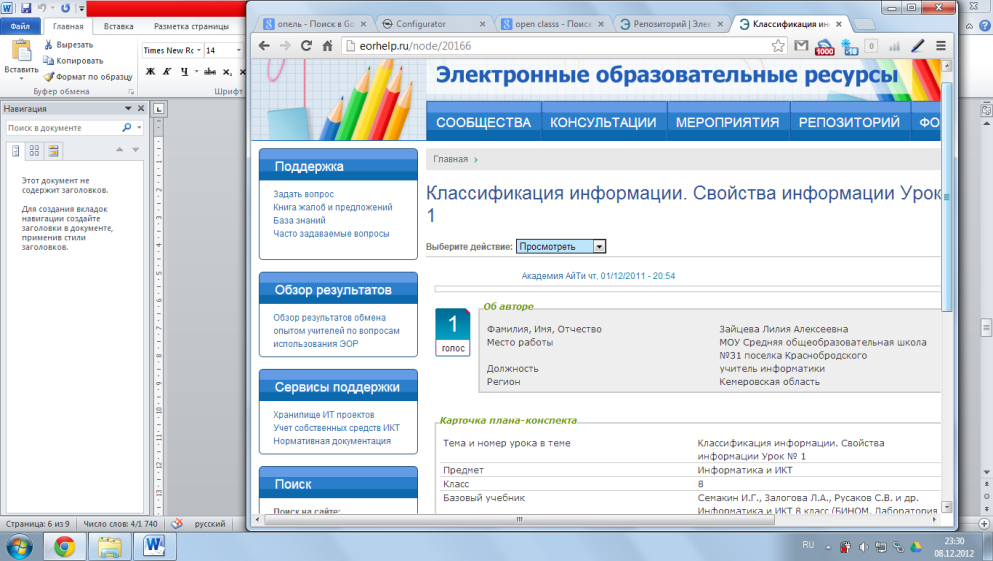 Файл
Главная
Вставка
Разметка страницы
Вставить
Вырезать
Копировать
Формат по образцу
Буфер обмена
Times New Rc
14
Ж К Ч abc x, x
Шрифт
Навигация
Поиск в документе
Этот документ не
содержит заголовков.
Для создания вкладок
навигации создайте
заголовки в документе,
применив стили
заголовков.
Страница: 6 из 9
Число слов: 4/1 740
русский
опель - Поиск в Go
Configurator
open classs - Поиск
Репозиторий | Элек
Классификация ин
eorhelp.ru/node/20166
Электронные образовательные ресурсы
СООБЩЕСТВА
КОНСУЛЬТАЦИИ
МЕРОПРИЯТИЯ
РЕПОЗИТОРИЙ
ФО
Поддержка
Задать вопрос
Книга жалоб и предложений
База знаний
Часто задаваемые вопросы
Обзор результатов
Обзор результатов обмена
опытом учителей по вопросам
использования ЭОР
Сервисы поддержки
Хранилище ИТ проектов
Учет собственных средств ИКТ
Нормативная документация
Поиск
Поиск на сайте:
Главная
Классификация информации. Свойства информации Урок
1
Выберите действие: Просмотреть
Академия АйТи чт, 01/12/2011 - 20:54
1
голос
Об авторе
Фамилия, Имя, Отчество Зайцева Лилия Алексеевна
Место работы МОУ Средняя общеобразовательная школа
№31 поселка Краснобродского
Должность учитель информатики
Регион Кемеровская область
Карточка плана-конспекта
Тема и номер урока в теме Классификация информации. Свойства
информации Урок № 1
Предмет Информатика и ИКТ
Класс 8
Базовый учебник Семакин И.Г., Залогова Л.А., Русаков С.В. и др.
Информатика и ИКТ 8 класс (БИНОМ. Лаборатория
RU
23:30
08.12.2012